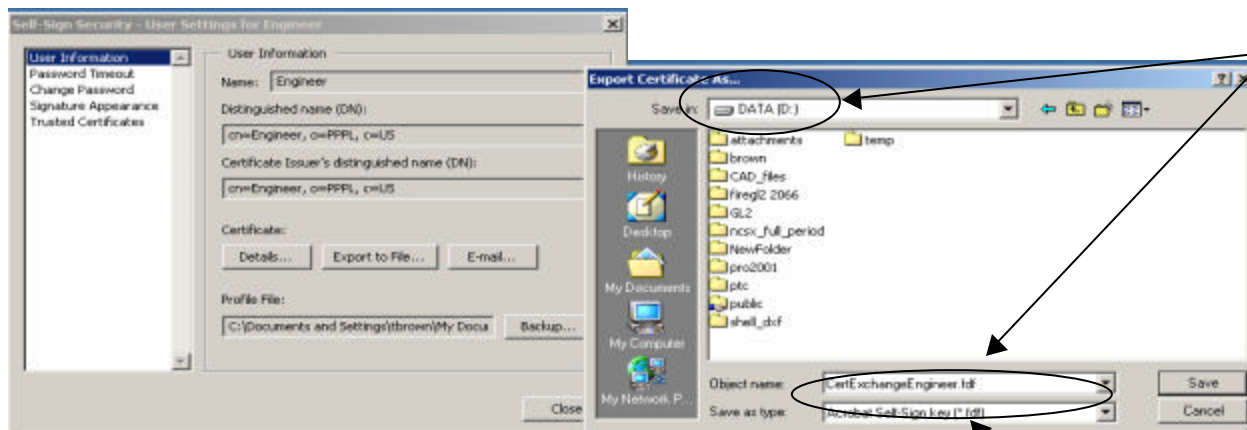 Self-Sign Security - User Settings for Engineer
User Information
Password Timeout
Change Password
Signature Appearance
Trusted Certificates
User Information
Name: Engineer
Distinguished name (DN):
cn=Engineer, o=PPPL, c=US
Certificate Issuer's distinguished name (DN):
cn=Engineer, o=PPPL, c=US
Certificate:
Details... Export to File... E-mail...
Profile File:
C:\Documents and Settings\tbrown\My Docu Backup...
Close
Export Certificate As...
Save in: DATA (D:)
History
Desktop
My Documents
My Computer
My Network P...
attachments
brown
CAD_files
firegl2 2066
GL2
ncsx_full_period
NewFolder
pro2001
ptc
public
shell_dxf
temp
Object name: CertExchangeEngineer.fdf Save
Save as type: Acrobat Self-Sign key (*.fdf) Cancel